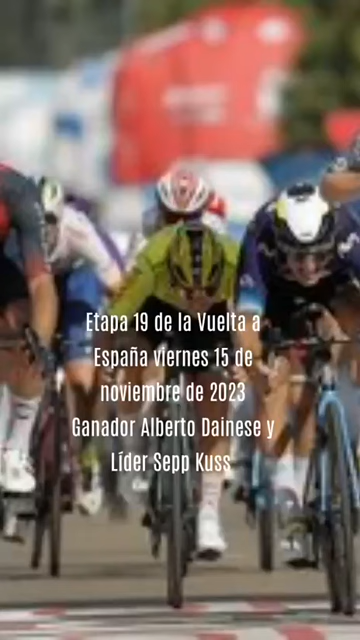 Etapa 19 de la Vuelta a
España viernes 15 de
noviembre de 2023
Ganador Alberto Dainese y
Líder Sepp Kuss